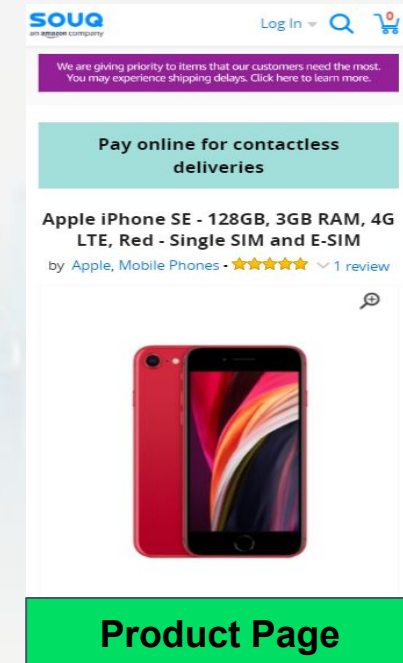 SOUQ
an amazon company
Log In
0
We are giving priority to items that our customers need the most.
You may experience shipping delays. Click here to learn more.
Pay online for contactless
deliveries
Apple iPhone SE - 128GB, 3GB RAM, 4G
LTE, Red - Single SIM and E-SIM
by Apple, Mobile Phones - 1 review
Product Page